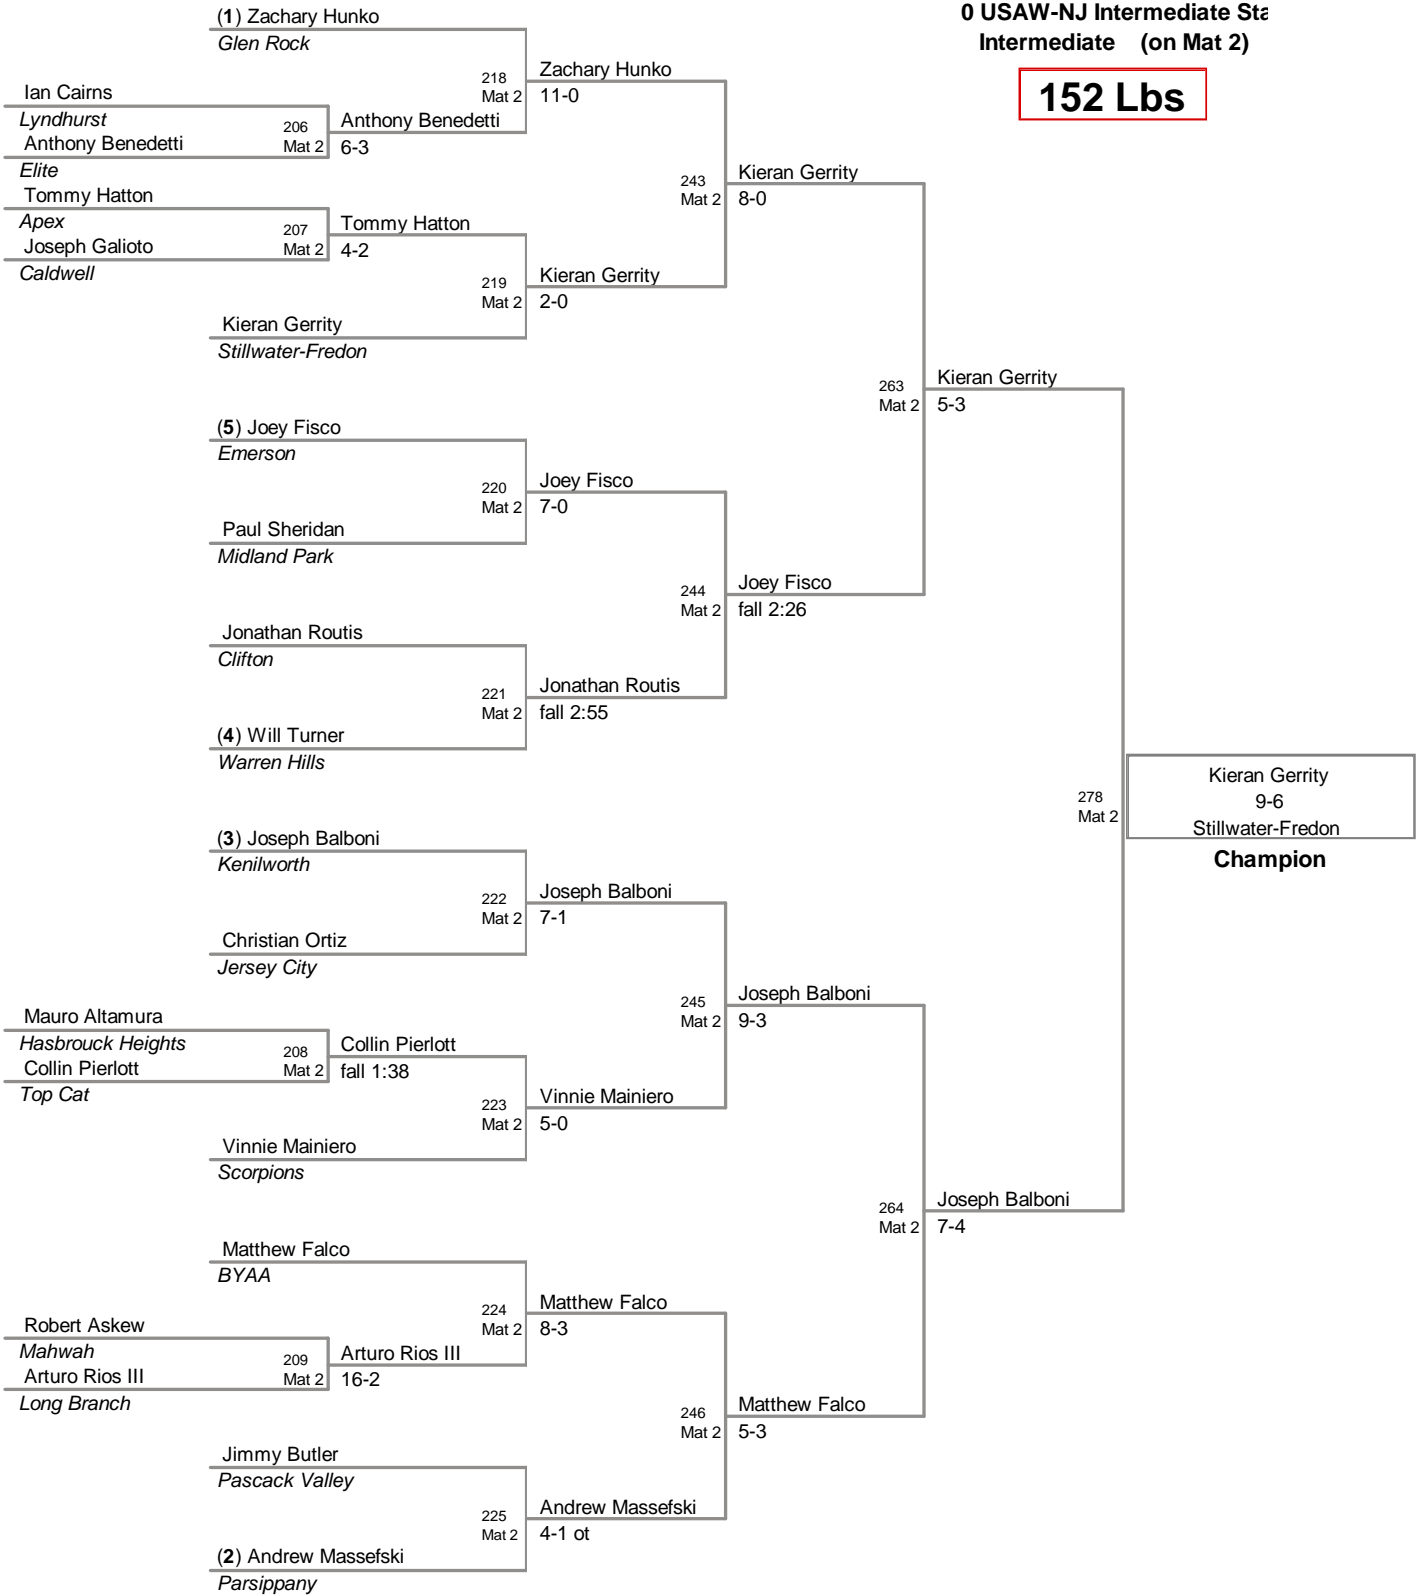 0 USAW-NJ Intermediate Sta
Intermediate (on Mat 2)
152 Lbs
(1) Zachary Hunko
Glen Rock
218
Mat 2
Zachary Hunko
11-0
Ian Cairns
Lyndhurst
206
Mat 2
Anthony Benedetti
6-3
Anthony Benedetti
Elite
243
Mat 2
Kieran Gerrity
8-0
Tommy Hatton
Apex
207
Mat 2
Tommy Hatton
4-2
Joseph Galioto
Caldwell
219
Mat 2
Kieran Gerrity
2-0
Kieran Gerrity
Stillwater-Fredon
263
Mat 2
Kieran Gerrity
5-3
(5) Joey Fisco
Emerson
220
Mat 2
Joey Fisco
7-0
Paul Sheridan
Midland Park
244
Mat 2
Joey Fisco
fall 2:26
Jonathan Routis
Clifton
221
Mat 2
Jonathan Routis
fall 2:55
(4) Will Turner
Warren Hills
278
Mat 2
Kieran Gerrity
9-6
Stillwater-Fredon
Champion
(3) Joseph Balboni
Kenilworth
222
Mat 2
Joseph Balboni
7-1
Christian Ortiz
Jersey City
245
Mat 2
Joseph Balboni
9-3
Mauro Altamura
Hasbrouck Heights
208
Mat 2
Collin Pierlott
fall 1:38
Collin Pierlott
Top Cat
223
Mat 2
Vinnie Mainiero
5-0
Vinnie Mainiero
Scorpions
264
Mat 2
Joseph Balboni
7-4
Matthew Falco
BYAA
224
Mat 2
Matthew Falco
8-3
Robert Askew
Mahwah
209
Mat 2
Arturo Rios III
16-2
Arturo Rios III
Long Branch
246
Mat 2
Matthew Falco
5-3
Jimmy Butler
Pascack Valley
225
Mat 2
Andrew Massefski
4-1 ot
(2) Andrew Massefski
Parsippany